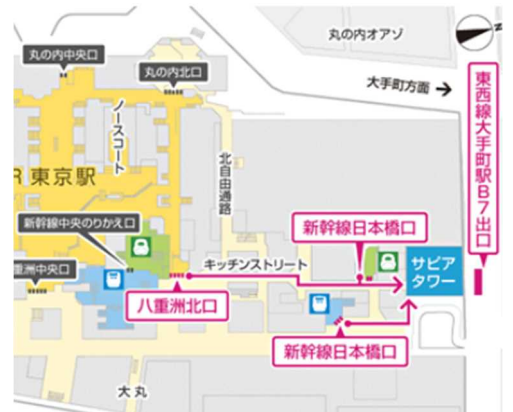 丸の内オアゾ
丸の内中央口
丸の内北口
大手町方面 →
東西線大手町駅B7出口
ノースコート
北自由通路
R 東京駅
新幹線中央のりかえ口
新幹線日本橋口
キッチンストリート
サピア
タワー
重洲中央口
八重洲北口
新幹線日本橋口
大丸